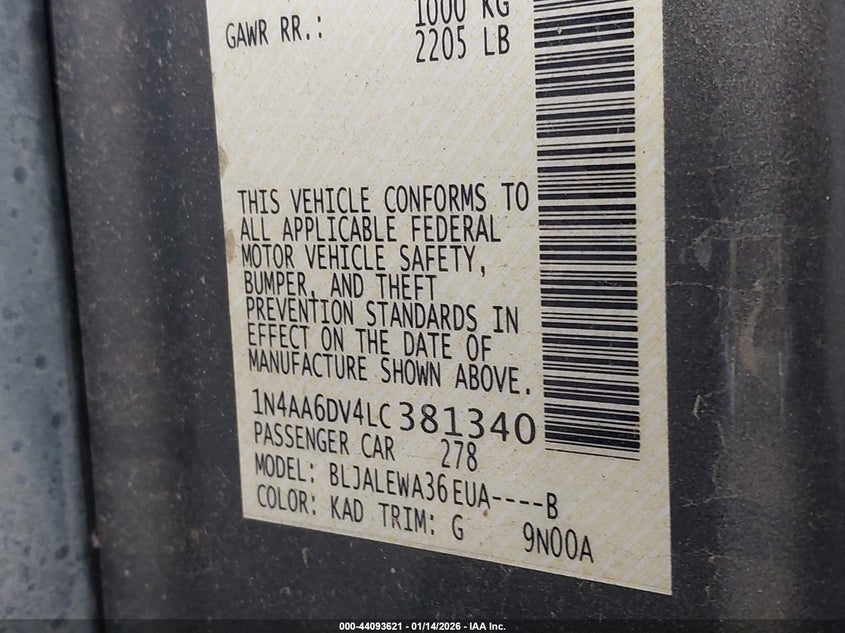 1000 KG
GAWR RR.: 2205 LB
THIS VEHICLE CONFORMS TO
ALL APPLICABLE FEDERAL
MOTOR VEHICLE SAFETY,
BUMPER, AND THEFT
PREVENTION STANDARDS IN
EFFECT ON THE DATE OF
MANUFACTURE SHOWN ABOVE.
1N4AA6DV4LC381340
PASSENGER CAR 278
MODEL: BLJALEWA36EUA----B
COLOR: KAD TRIM: G 9N00A
000-44093621 - 01/14/2026 - IAA Inc.